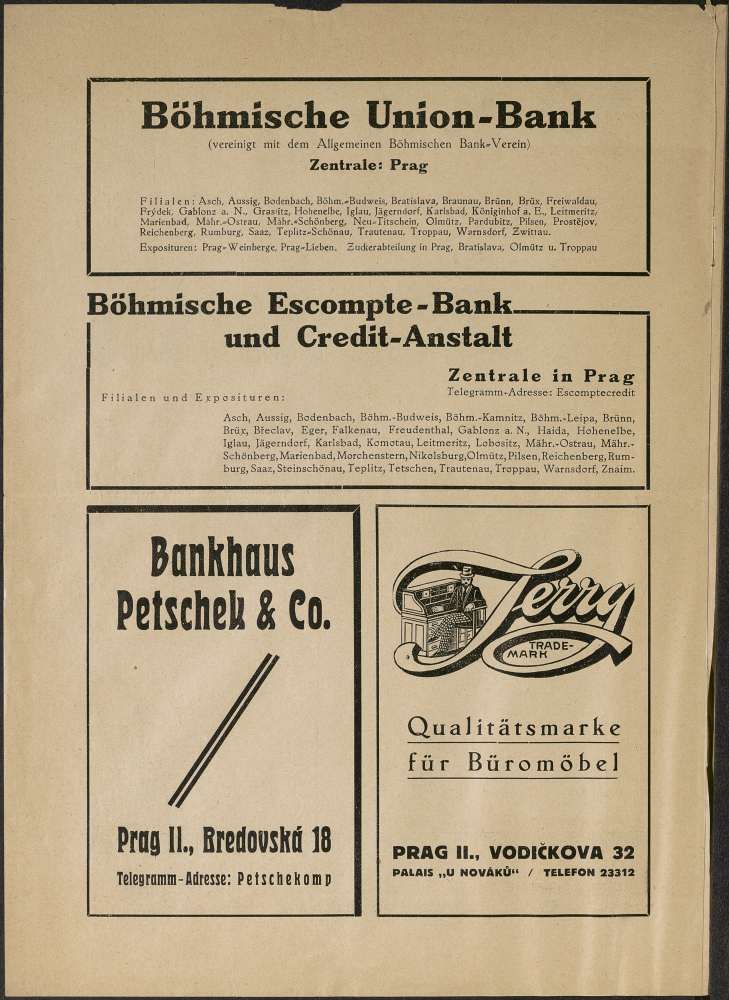 Böhmische Union-Bank
(vereinigt mit dem Allgemeinen Böhmischen Bank-Verein)
Zentrale: Prag
Filialen: Asch, Aussig, Bodenbach, Böhm.-Budweis, Bratislava, Braunau, Brünn, Brüx, Freiwaldau,
Frýdek, Gablonz a. N., Graslitz, Hohenelbe, Iglau, Jägerndorf, Karlsbad, Königinhof a. E., Leitmeritz,
Marienbad, Mähr.-Ostrau, Mähr.-Schönberg, Neu-Titschein, Olmütz, Pardubitz, Pilsen, Prostějov,
Reichenberg, Rumburg, Saaz, Teplitz-Schönau, Trautenau, Troppau, Warnsdorf, Zwittau.
Exposituren: Prag-Weinberge, Prag-Lieben. Zuckerabteilung in Prag, Bratislava, Olmütz u. Troppau
Böhmische Escompte-Bank
und Credit-Anstalt
Zentrale in Prag
Telegramm-Adresse: Escomptecredit
Filialen und Exposituren:
Asch, Aussig, Bodenbach, Böhm.-Budweis, Böhm.-Kamnitz, Böhm.-Leipa, Brünn,
Brüx, Břeclav, Eger, Falkenau, Freudenthal, Gablonz a. N., Haida, Hohenelbe,
Iglau, Jägerndorf, Karlsbad, Komotau, Leitmeritz, Lobositz, Mähr.-Ostrau, Mähr.-
Schönberg, Marienbad, Morchenstern, Nikolsburg, Olmütz, Pilsen, Reichenberg, Rum-
burg, Saaz, Steinschönau, Teplitz, Tetschen, Trautenau, Troppau, Warnsdorf, Znaim.
Bankhaus
Petschek & Co.
Prag II., Bredovská 18
Telegramm-Adresse: Petschekomp
Jerry
TRADE-
MARK
Qualitätsmarke
für Büromöbel
PRAG II., VODIČKOVA 32
PALAIS „U NOVÁKŮ“ / TELEFON 23312